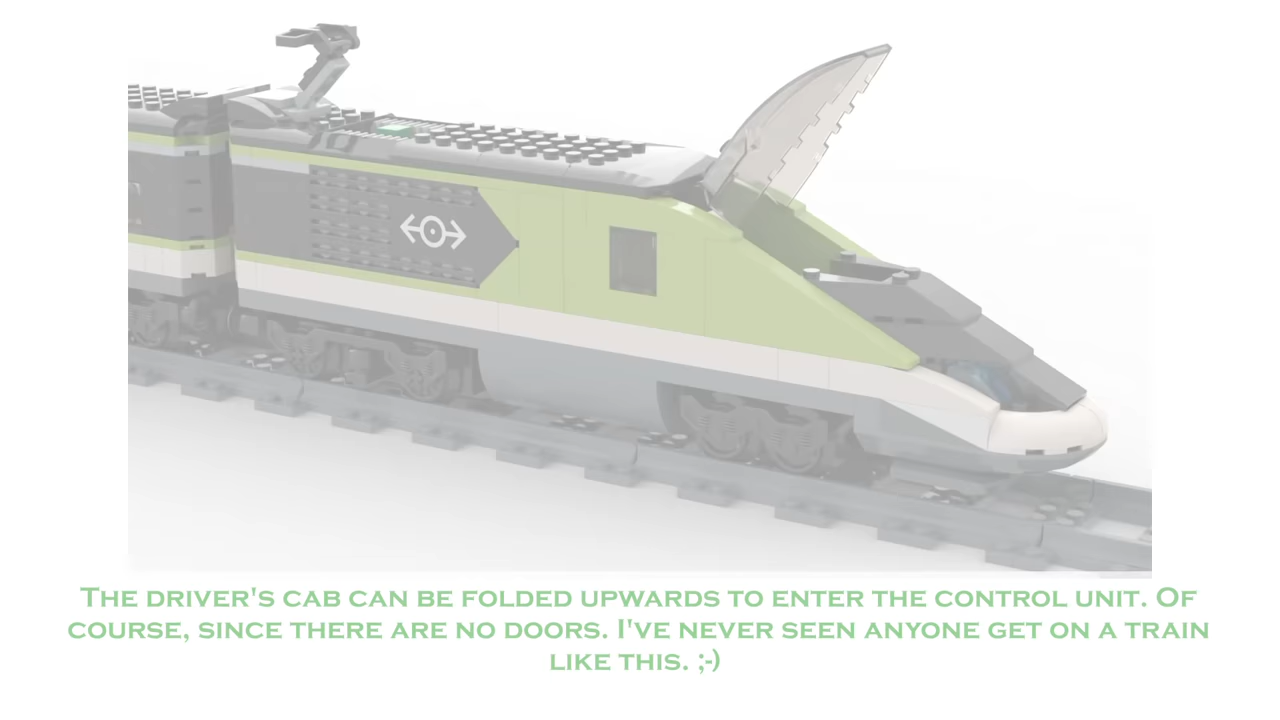 The driver's cab can be folded upwards to enter the control unit. Of
course, since there are no doors. I've never seen anyone get on a train
like this. ;-)